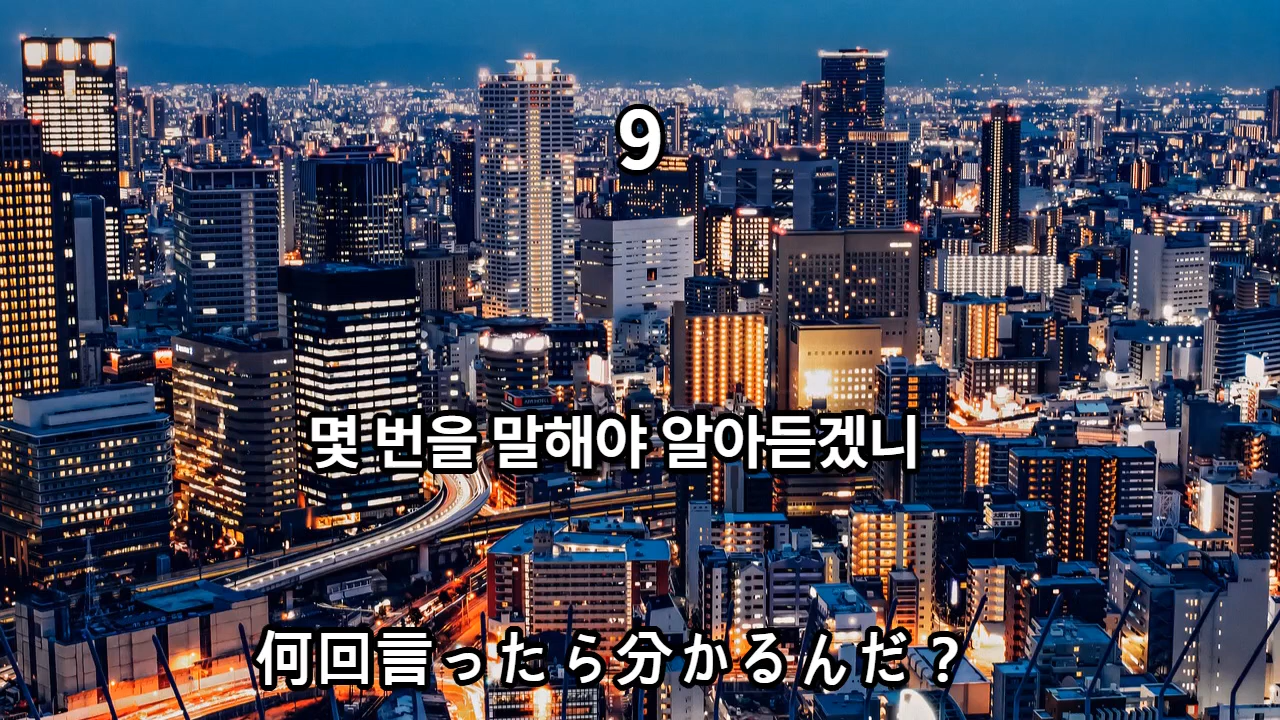 9
몇 번을 말해야 알아듣겠니
何回言ったら分かるんだ？